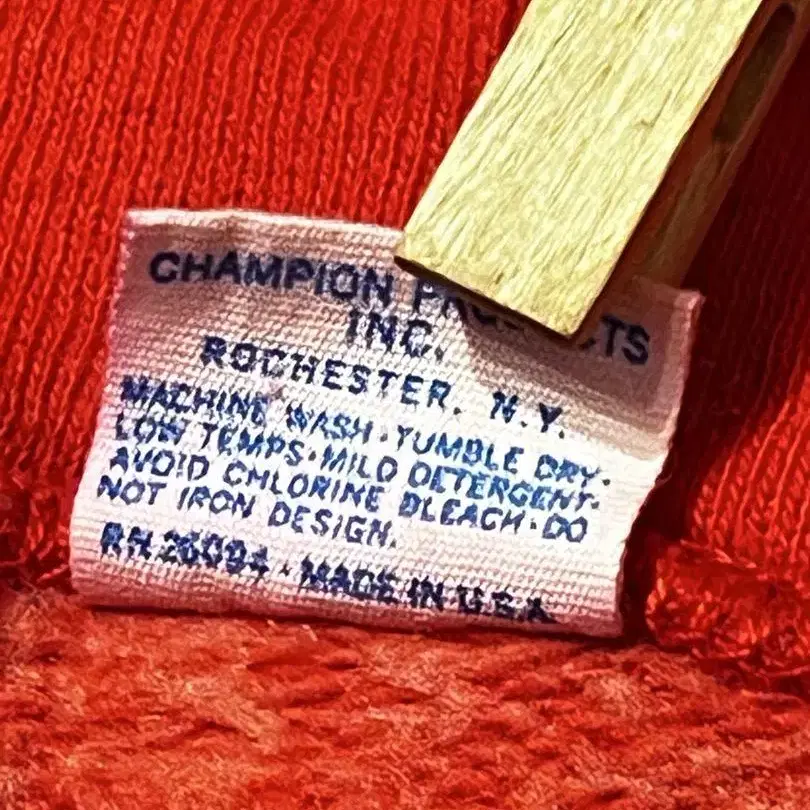 CHAMPION PRODUCTS
INC.
ROCHESTER, N.Y.
MACHINE WASH·TUMBLE DRY·
LOW TEMPS·MILD DETERGENT·
AVOID CHLORINE BLEACH·DO
NOT IRON DESIGN.
RN 26094·MADE IN U.S.A.